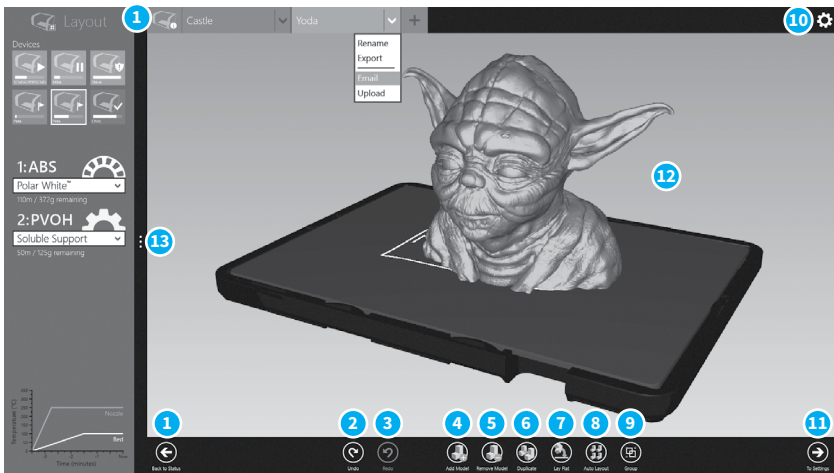 Layout
1
Castle
Yoda
+
10
Devices
Rename
Export
Email
Upload
1:ABS
Polar White™
110m / 372g remaining
12
2:PVOH
Soluble Support
50m / 125g remaining
13
Temperature (°C)
Nozzle
Bed
Time (minutes)
1
2
3
4
5
6
7
8
9
11
Back to Status
Undo
Redo
Add Model
Remove Model
Duplicate
Lay Flat
Auto Layout
Group
To Settings